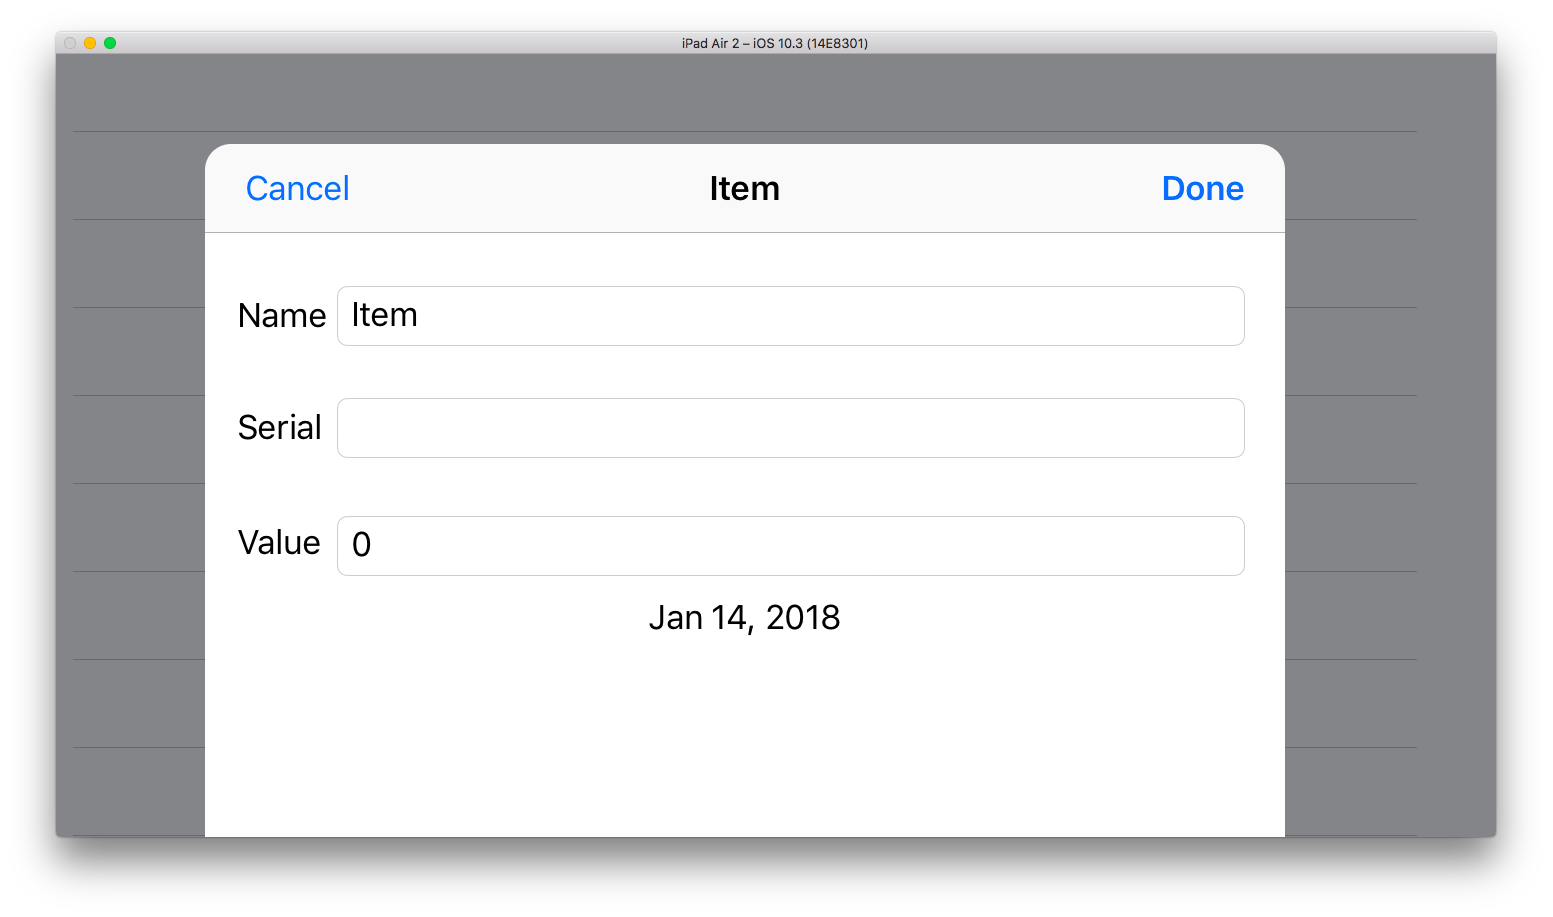 iPad Air 2 – iOS 10.3 (14E8301)
Cancel Item Done
Name Item
Serial
Value 0
Jan 14, 2018